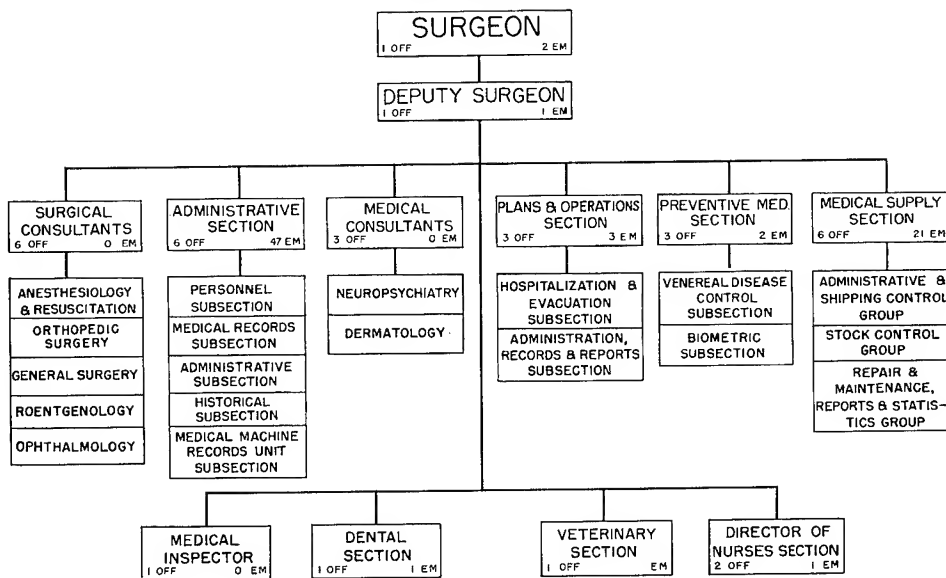 SURGEON
1 OFF 2 EM
DEPUTY SURGEON
1 OFF 1 EM
SURGICAL
CONSULTANTS
6 OFF 0 EM
ANESTHESIOLOGY
& RESUSCITATION
ORTHOPEDIC
SURGERY
GENERAL SURGERY
ROENTGENOLOGY
OPHTHALMOLOGY
ADMINISTRATIVE
SECTION
6 OFF 47 EM
PERSONNEL
SUBSECTION
MEDICAL RECORDS
SUBSECTION
ADMINISTRATIVE
SUBSECTION
HISTORICAL
SUBSECTION
MEDICAL MACHINE
RECORDS UNIT
SUBSECTION
MEDICAL
CONSULTANTS
3 OFF 0 EM
NEUROPSYCHIATRY
DERMATOLOGY
PLANS & OPERATIONS
SECTION
3 OFF 3 EM
HOSPITALIZATION &
EVACUATION
SUBSECTION
ADMINISTRATION,
RECORDS & REPORTS
SUBSECTION
PREVENTIVE MED.
SECTION
3 OFF 2 EM
VENEREAL DISEASE
CONTROL
SUBSECTION
BIOMETRIC
SUBSECTION
MEDICAL SUPPLY
SECTION
6 OFF 21 EM
ADMINISTRATIVE &
SHIPPING CONTROL
GROUP
STOCK CONTROL
GROUP
REPAIR &
MAINTENANCE,
REPORTS & STATIS-
TICS GROUP
MEDICAL
INSPECTOR
1 OFF 0 EM
DENTAL
SECTION
1 OFF 1 EM
VETERINARY
SECTION
1 OFF EM
DIRECTOR OF
NURSES SECTION
2 OFF 1 EM